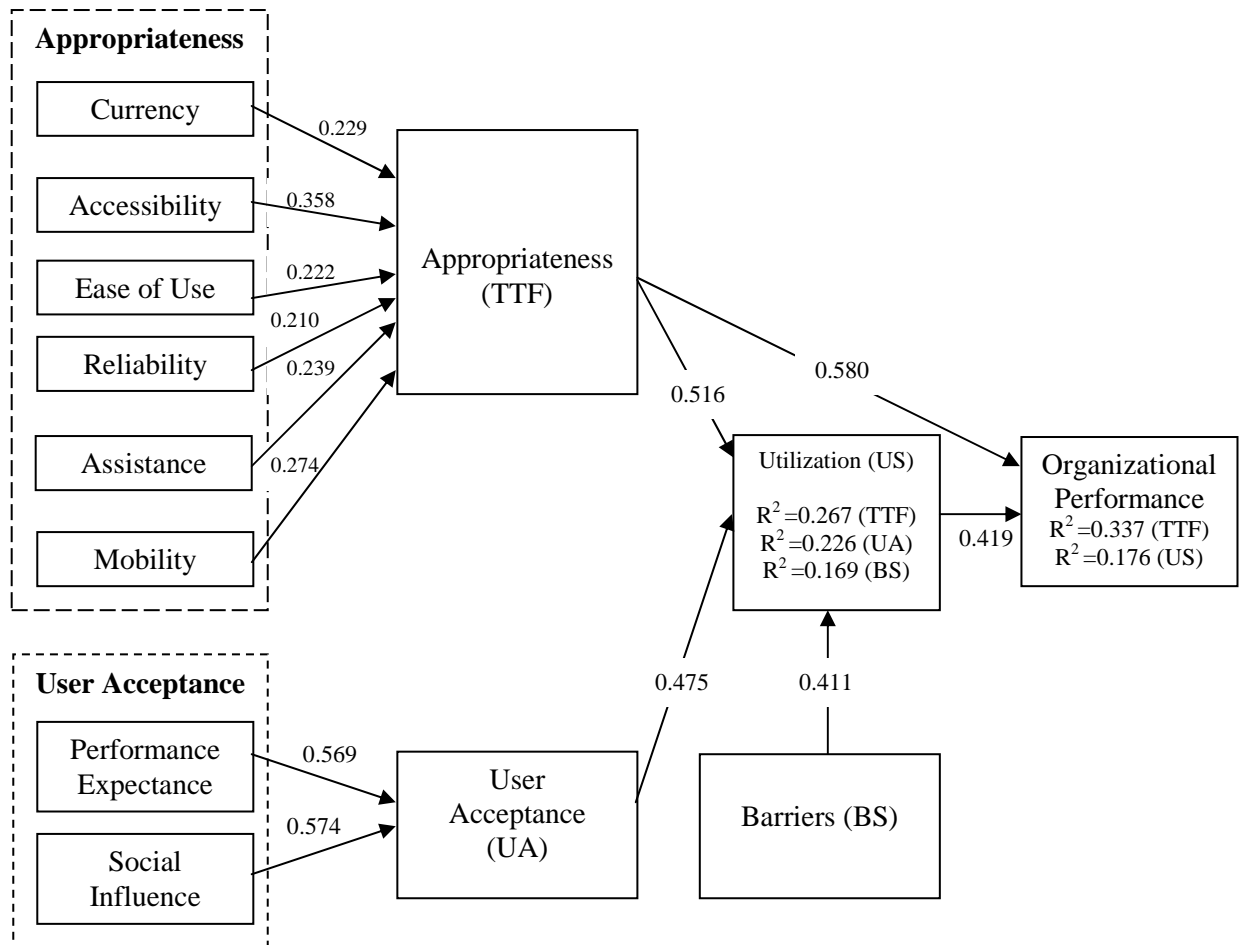 Appropriateness
Currency
0.229
Accessibility
0.358
Ease of Use
0.222
Reliability
0.210
Assistance
0.239
Mobility
0.274
Appropriateness
(TTF)
0.516
0.580
Utilization (US)
R²=0.267 (TTF)
R²=0.226 (UA)
R²=0.169 (BS)
0.419
Organizational
Performance
R²=0.337 (TTF)
R²=0.176 (US)
User Acceptance
Performance
Expectance
0.569
Social
Influence
0.574
User
Acceptance
(UA)
0.475
0.411
Barriers (BS)